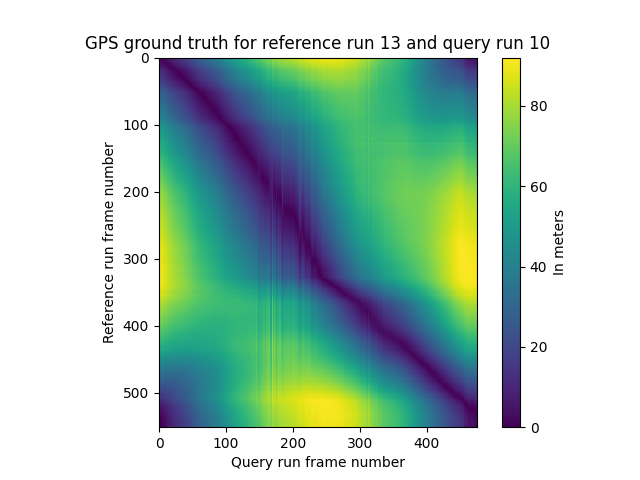 GPS ground truth for reference run 13 and query run 10
0
100
200
300
400
500
Reference run frame number
0 100 200 300 400
Query run frame number
80
60
40
20
0
In meters